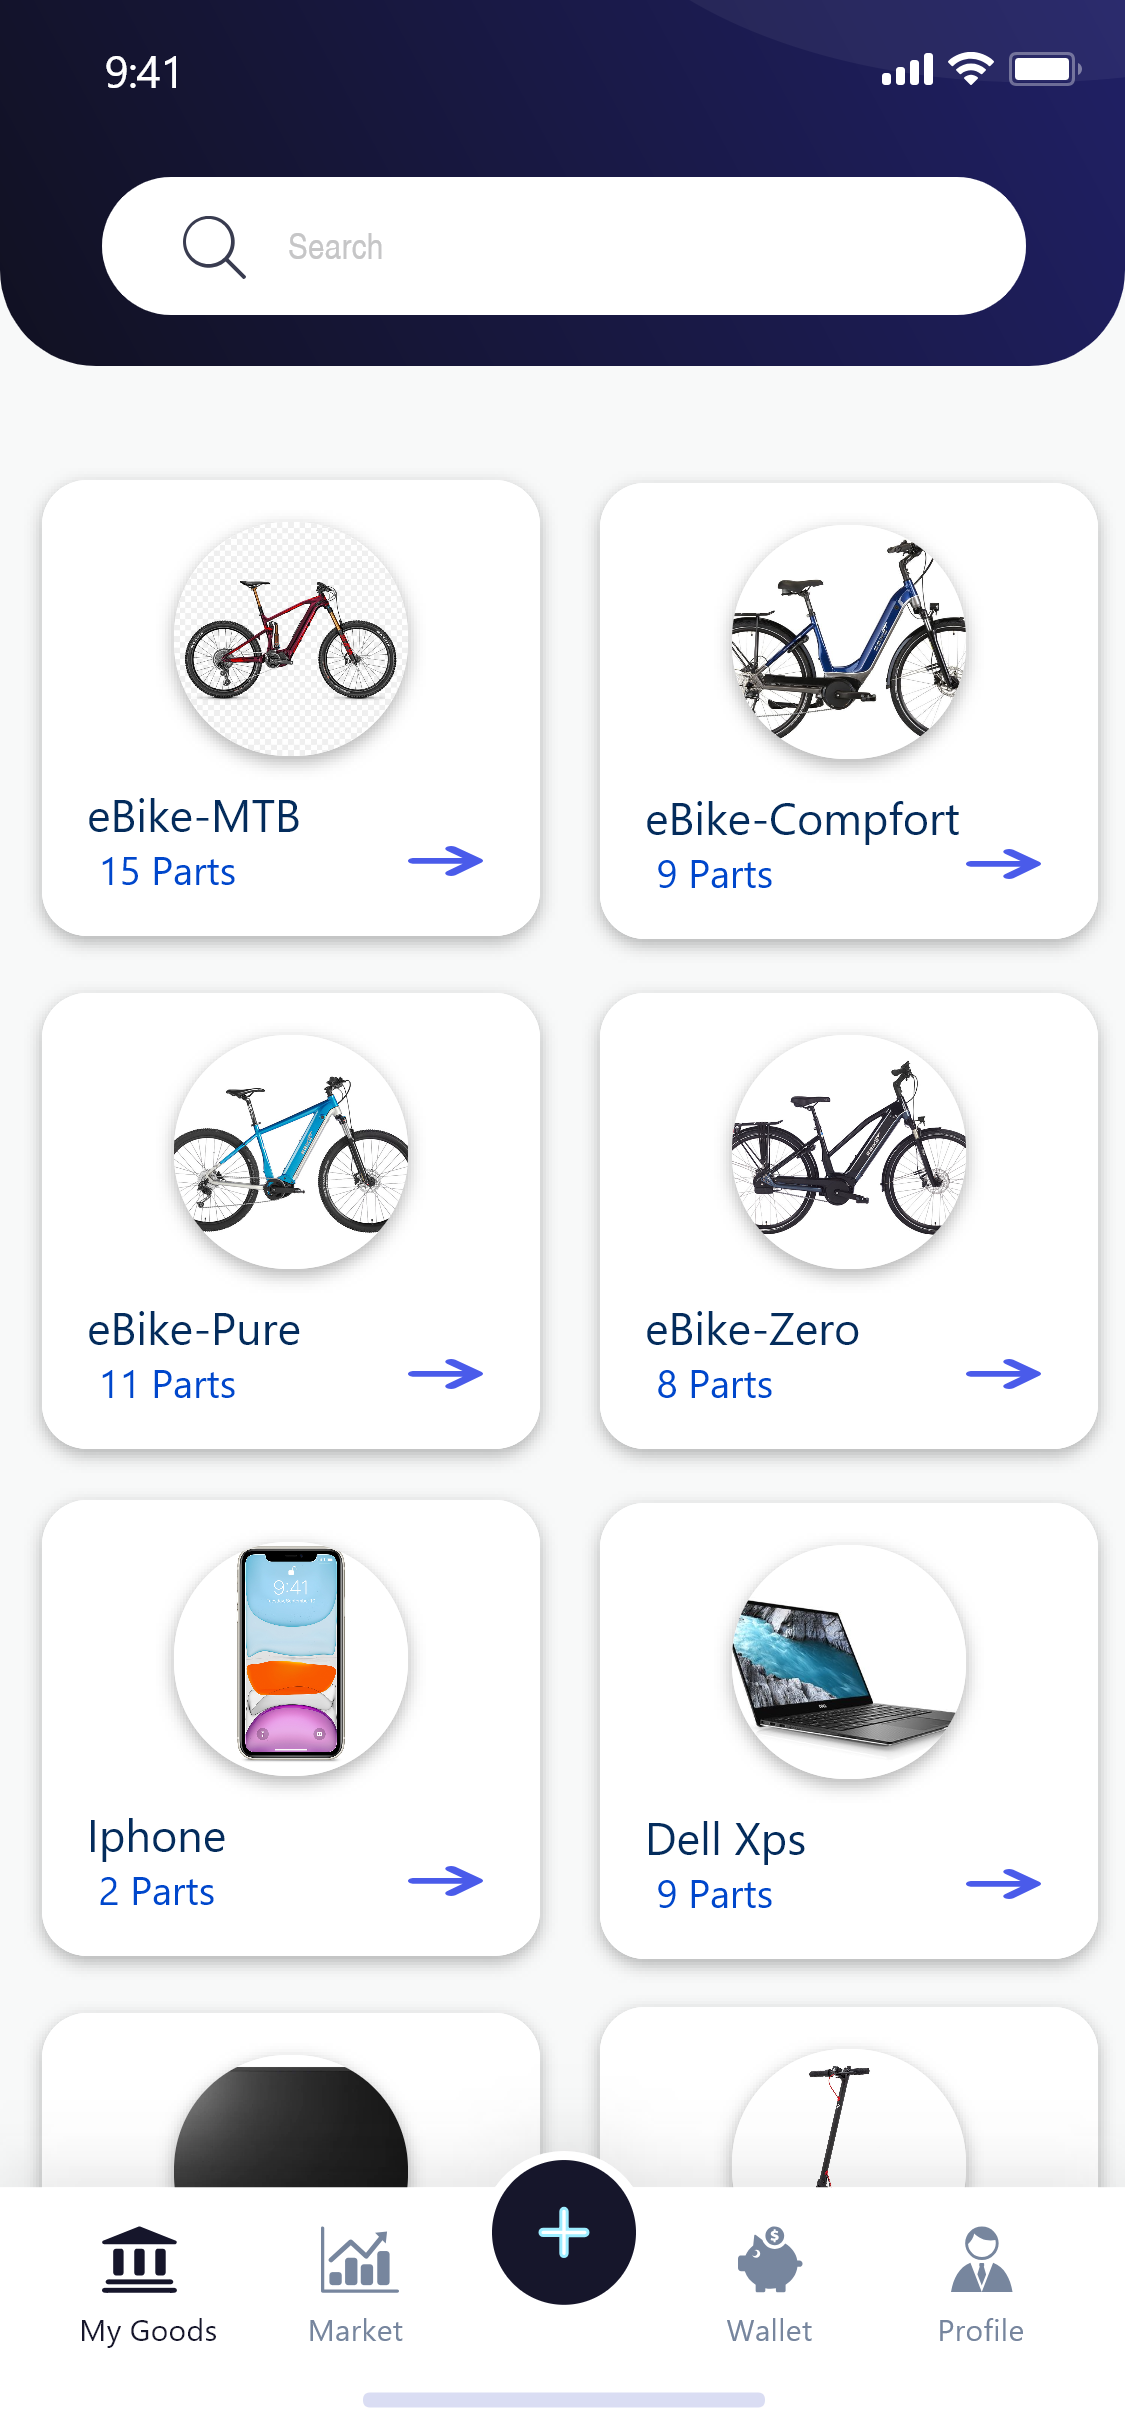 9:41
Search
eBike-MTB
15 Parts
eBike-Compfort
9 Parts
eBike-Pure
11 Parts
eBike-Zero
8 Parts
9:41
Iphone
2 Parts
DELL
Dell Xps
9 Parts
$
My Goods
Market
Wallet
Profile